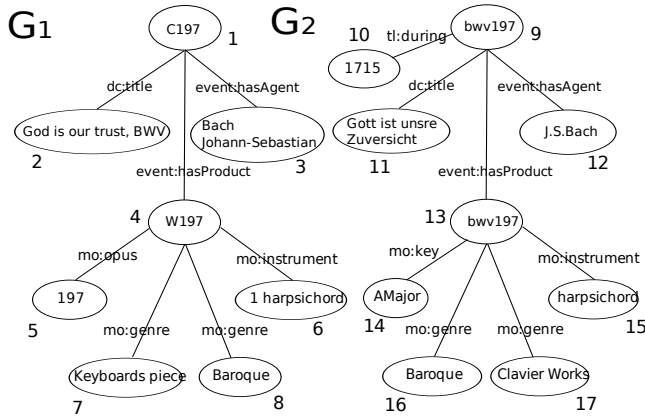 G1
C197
1
dc:title
event:hasAgent
God is our trust, BWV
2
Bach
Johann-Sebastian
3
event:hasProduct
4
W197
mo:opus
mo:instrument
197
5
1 harpsichord
6
mo:genre
mo:genre
Keyboards piece
7
Baroque
8
G2
10
tl:during
bwv197
9
1715
dc:title
event:hasAgent
Gott ist unsre
Zuversicht
11
J.S.Bach
12
event:hasProduct
13
bwv197
mo:key
mo:instrument
AMajor
14
harpsichord
15
mo:genre
mo:genre
Baroque
16
Clavier Works
17